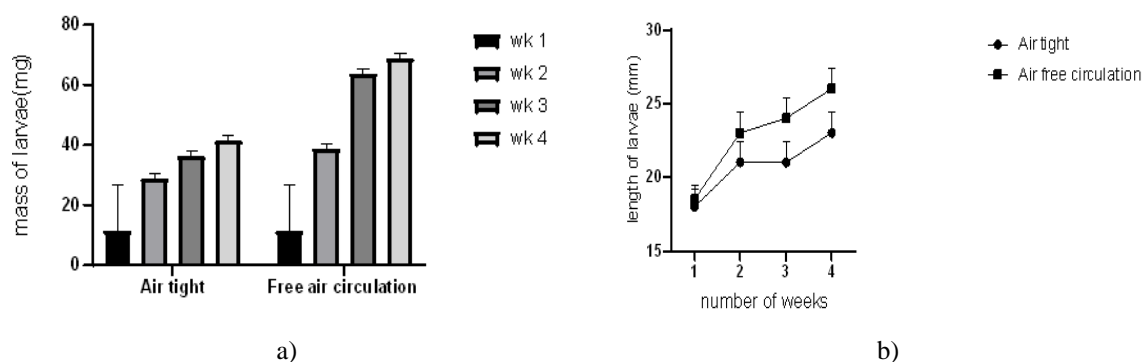 80
60
40
20
0
mass of larvae(mg)
Air tight
Free air circulation
wk 1
wk 2
wk 3
wk 4
a)
30
25
20
15
length of larvae (mm)
1 2 3 4
number of weeks
Air tight
Air free circulation
b)